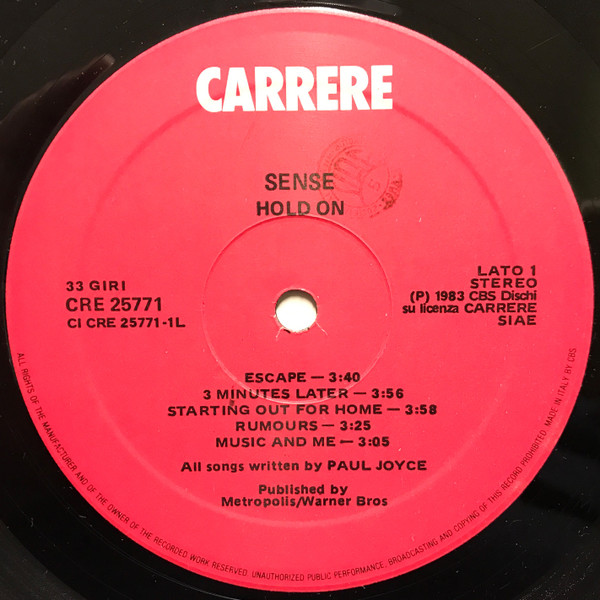 CARRERE
SENSE
HOLD ON
33 GIRI
CRE 25771
CI CRE 25771-1L
LATO 1
STEREO
(P) 1983 CBS Dischi
su licenza CARRERE
SIAE
ESCAPE — 3:40
3 MINUTES LATER — 3:56
STARTING OUT FOR HOME — 3:58
RUMOURS — 3:25
MUSIC AND ME — 3:05
All songs written by PAUL JOYCE
Published by
Metropolis/Warner Bros
ALL RIGHTS OF THE MANUFACTURER AND OF THE OWNER OF THE RECORDED WORK RESERVED. UNAUTHORIZED PUBLIC PERFORMANCE, BROADCASTING AND COPYING OF THIS RECORD PROHIBITED. MADE IN ITALY BY CBS